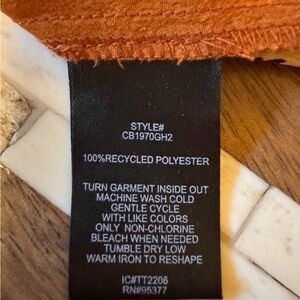 STYLE#
CB1970GH2
100%RECYCLED POLYESTER
TURN GARMENT INSIDE OUT
MACHINE WASH COLD
GENTLE CYCLE
WITH LIKE COLORS
ONLY NON-CHLORINE
BLEACH WHEN NEEDED
TUMBLE DRY LOW
WARM IRON TO RESHAPE
IC#TT2206
RN#95377